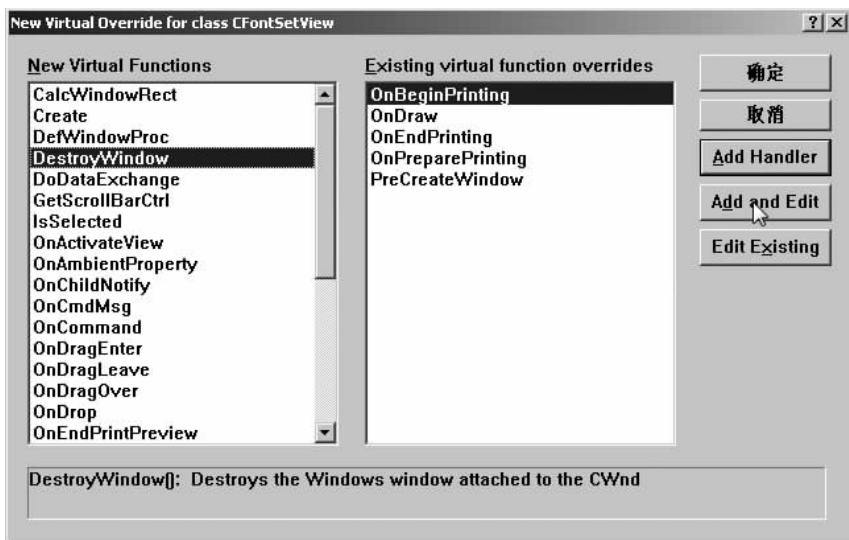 New Virtual Override for class CFontSetView
New Virtual Functions
CalcWindowRect
Create
DefWindowProc
DestroyWindow
DoDataExchange
GetScrollBarCtrl
IsSelected
OnActivateView
OnAmbientProperty
OnChildNotify
OnCmdMsg
OnCommand
OnDragEnter
OnDragLeave
OnDragOver
OnDrop
OnEndPrintPreview
Existing virtual function overrides
OnBeginPrinting
OnDraw
OnEndPrinting
OnPreparePrinting
PreCreateWindow
确定
取消
Add Handler
Add and Edit
Edit Existing
DestroyWindow(): Destroys the Windows window attached to the CWnd